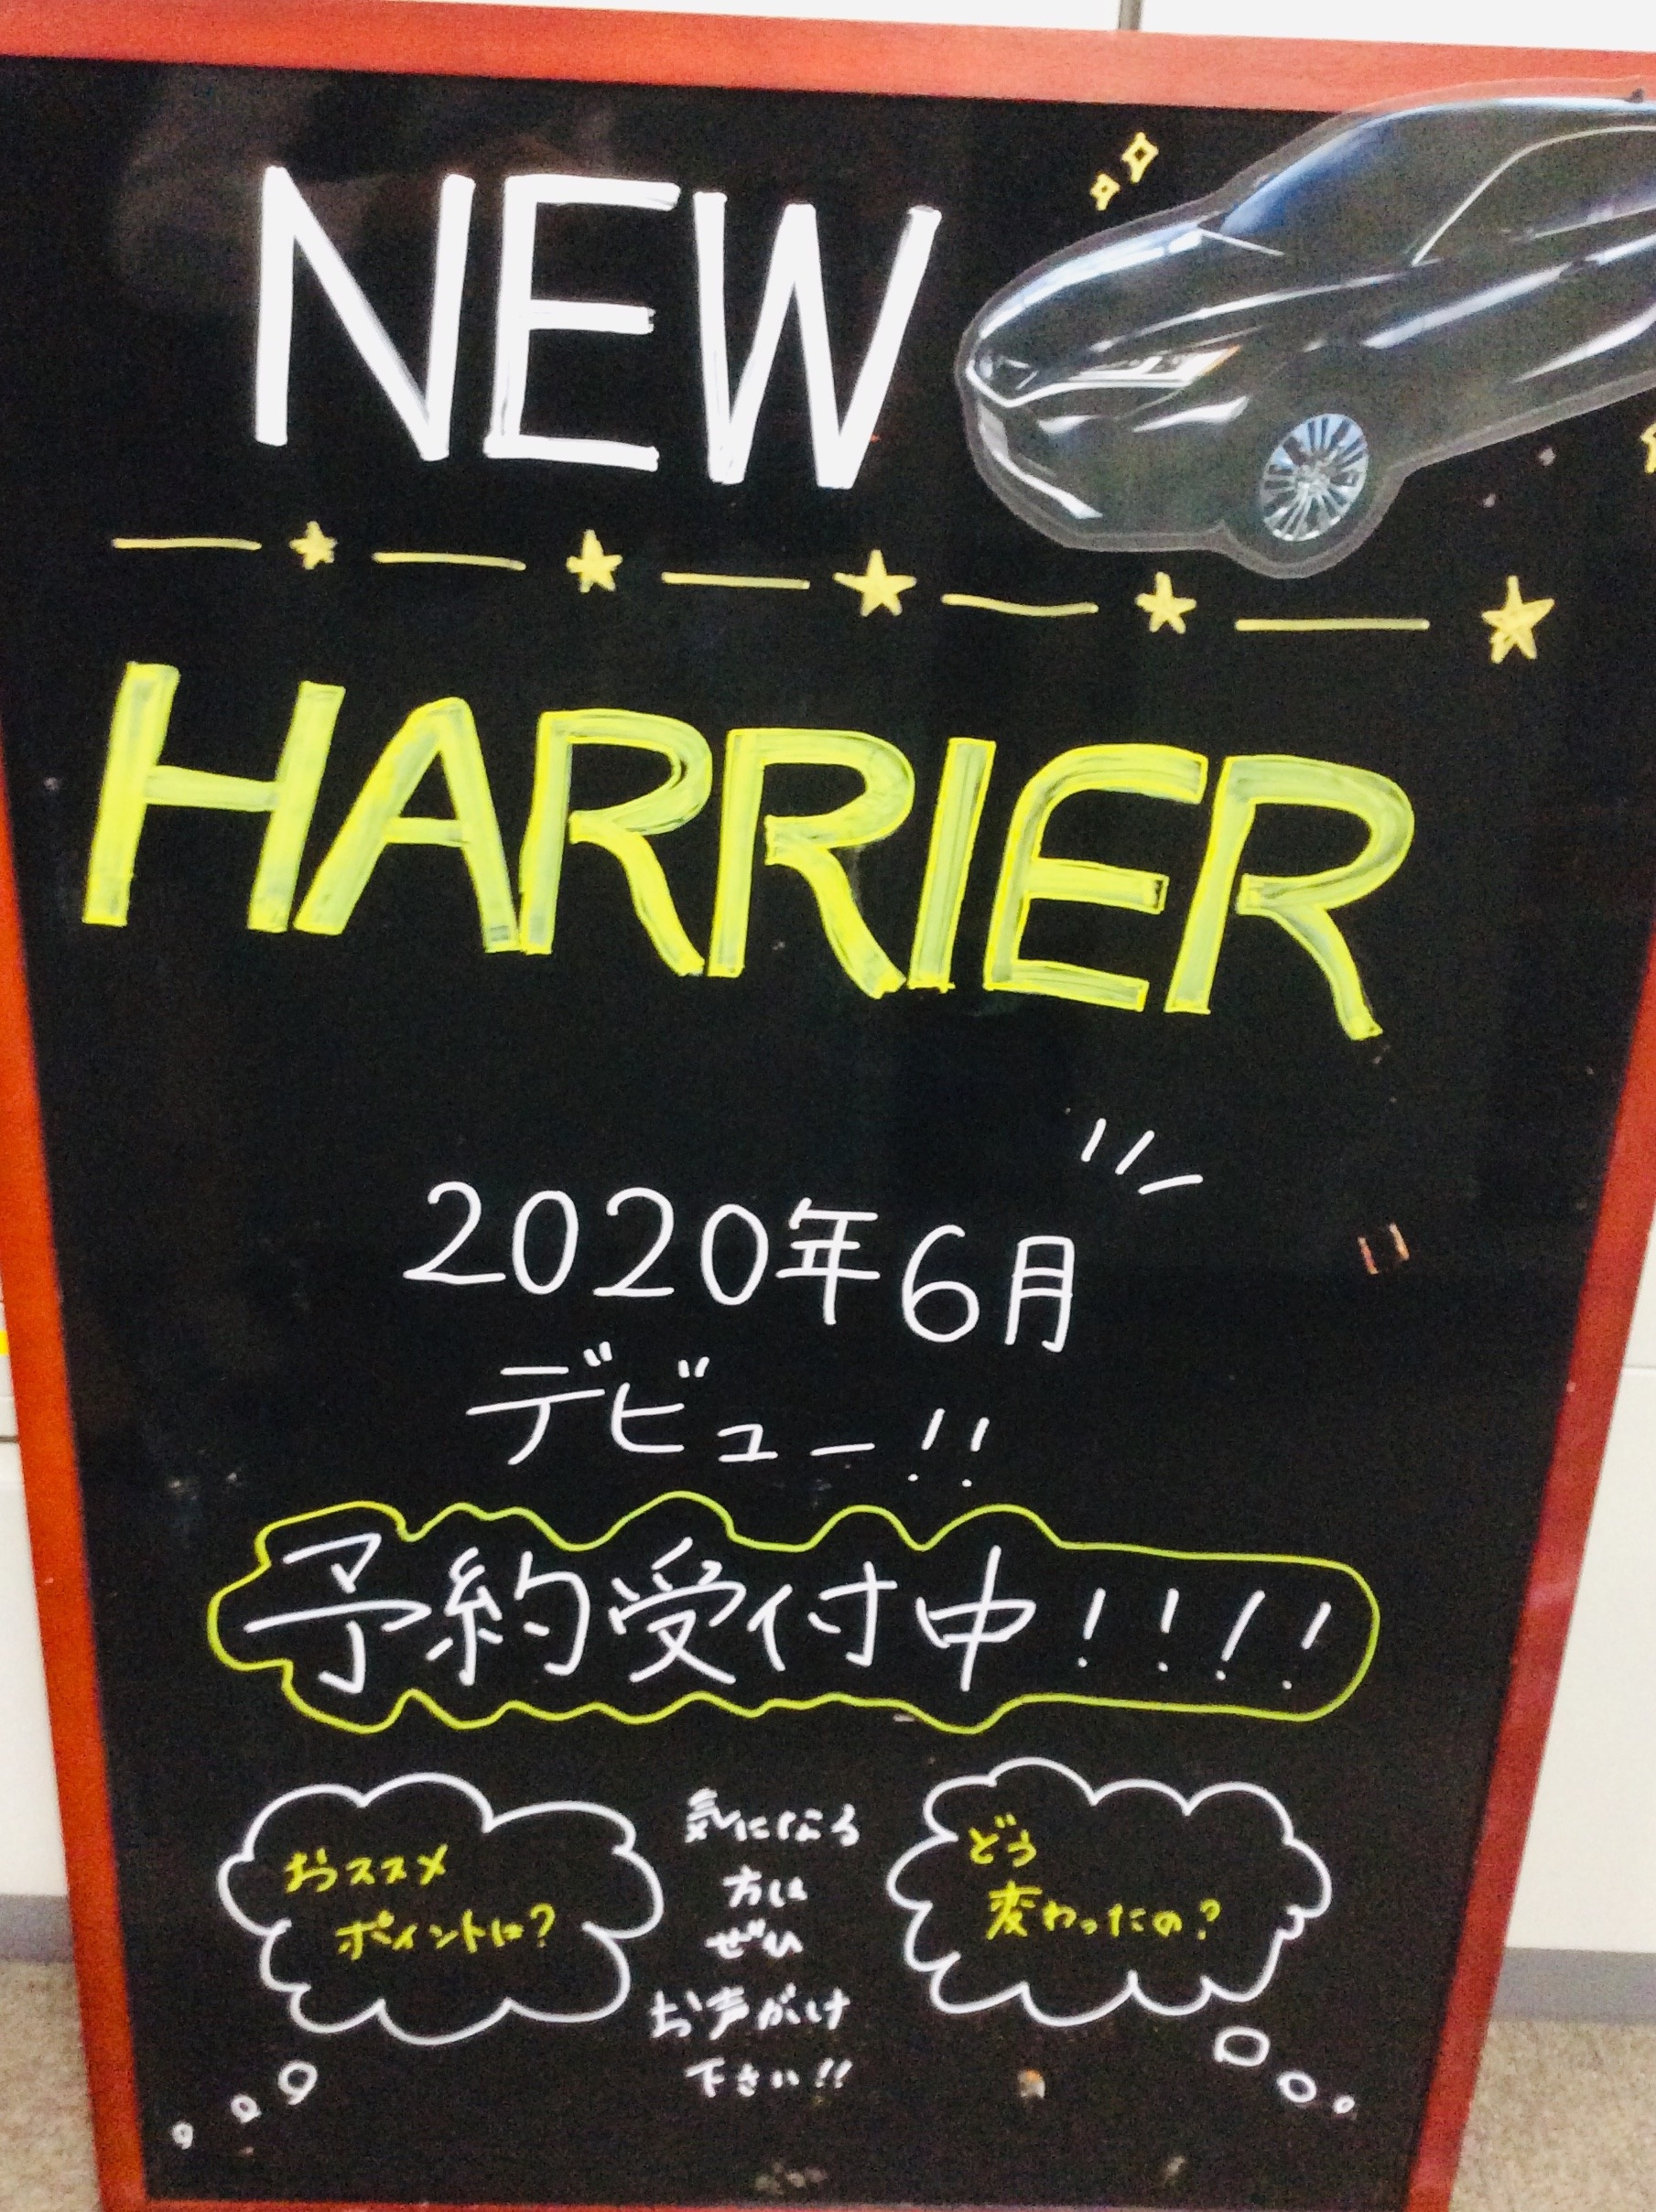 NEW
HARRIER
2020年6月
デビュー!!
予約受付中!!!!
おススメ
ポイントは?
気になる
方は
ぜひ
お声がけ
下さい!!
どう
変わったの?